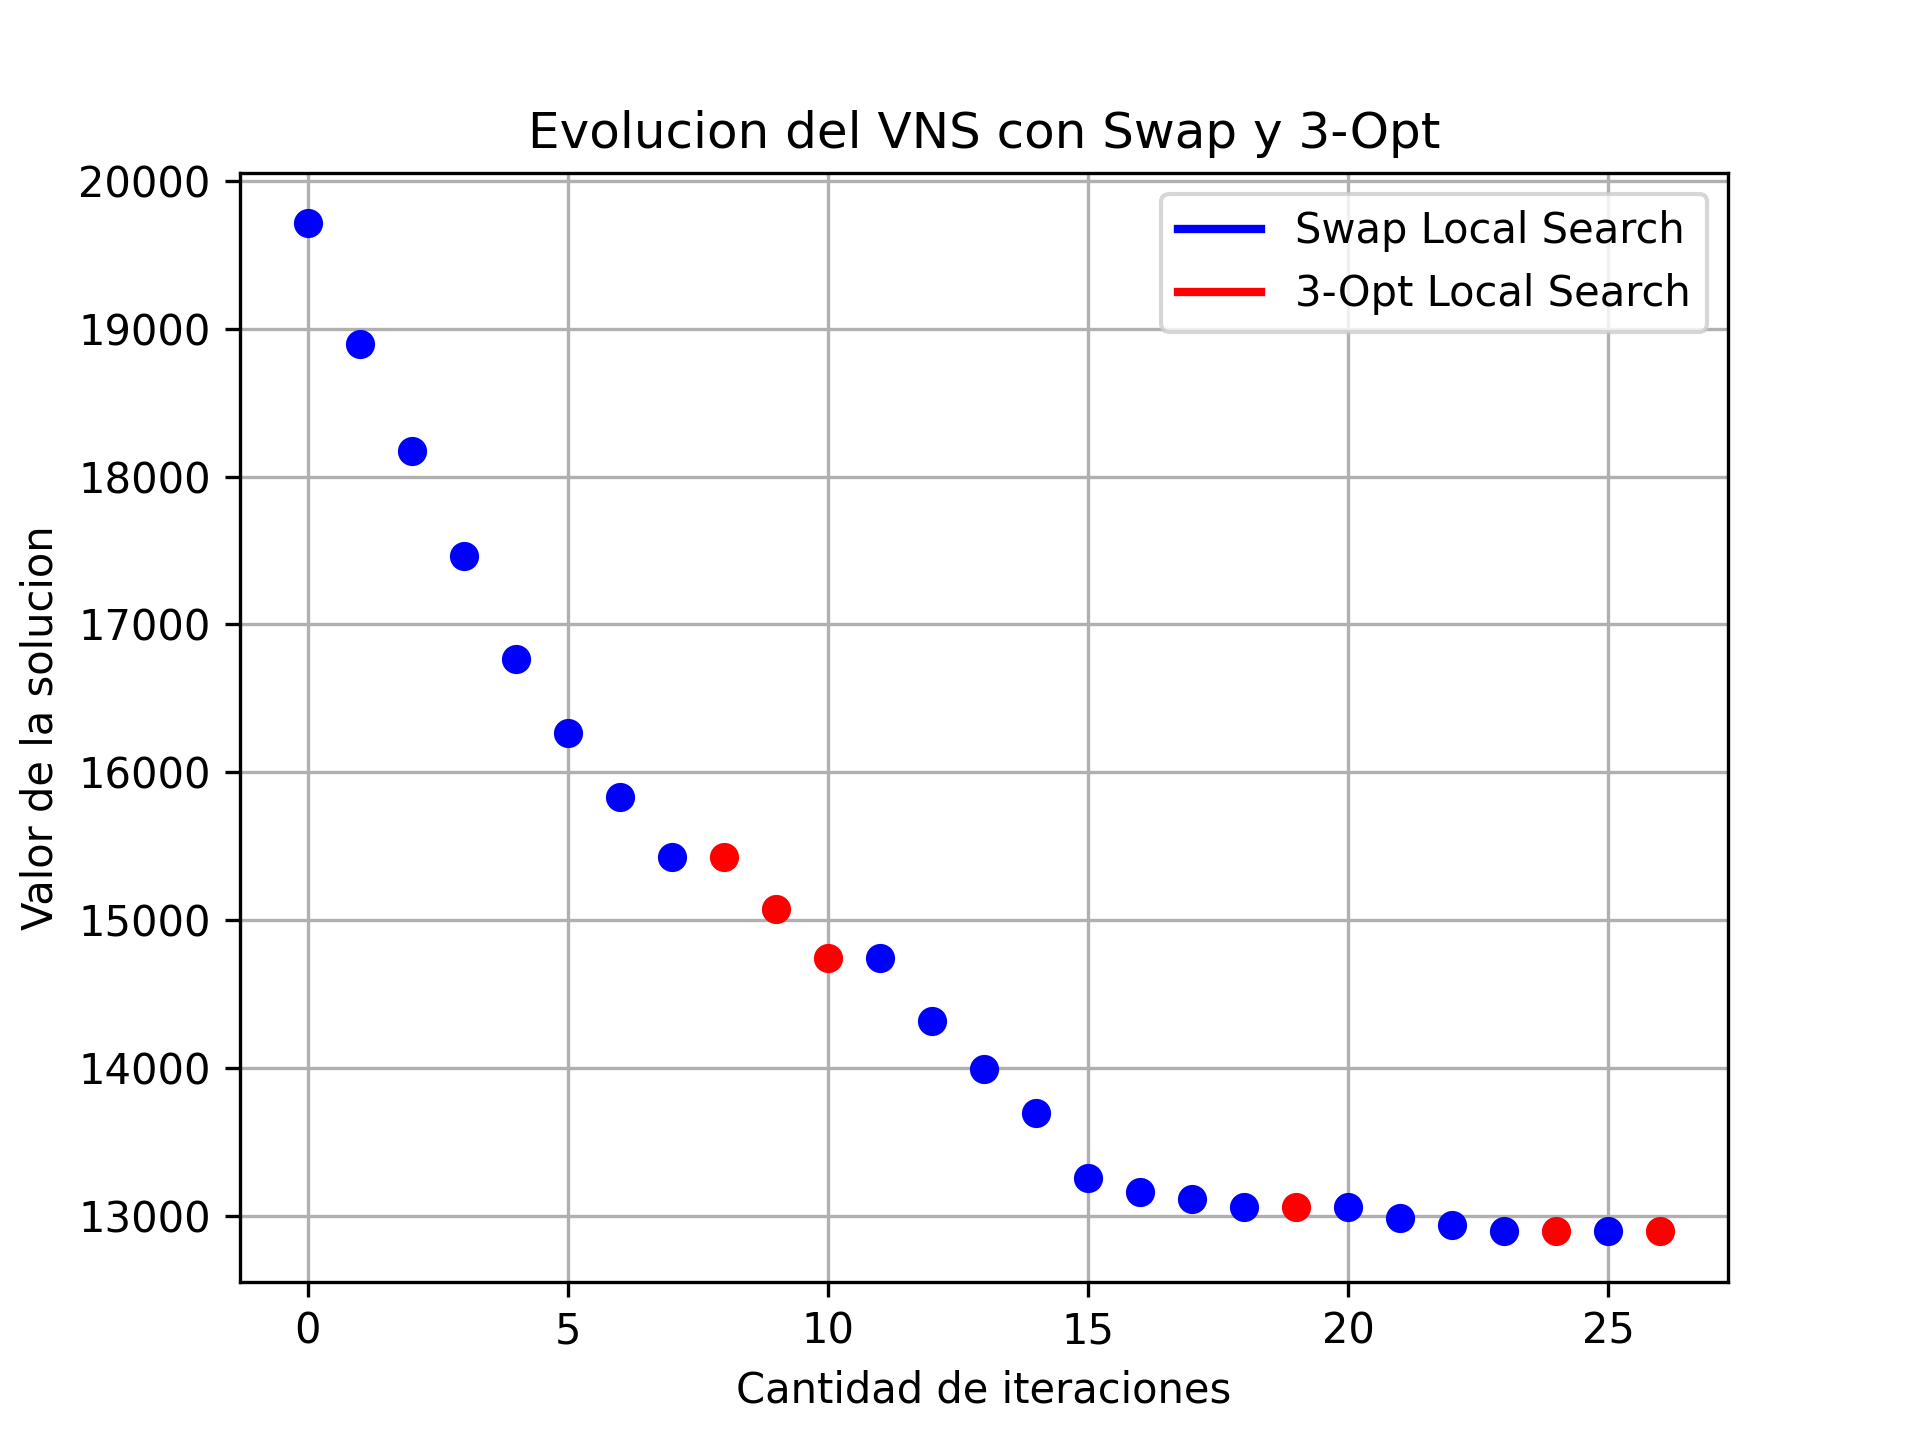 Evolucion del VNS con Swap y 3-Opt
Swap Local Search
3-Opt Local Search
Valor de la solucion
20000
19000
18000
17000
16000
15000
14000
13000
0 5 10 15 20 25
Cantidad de iteraciones